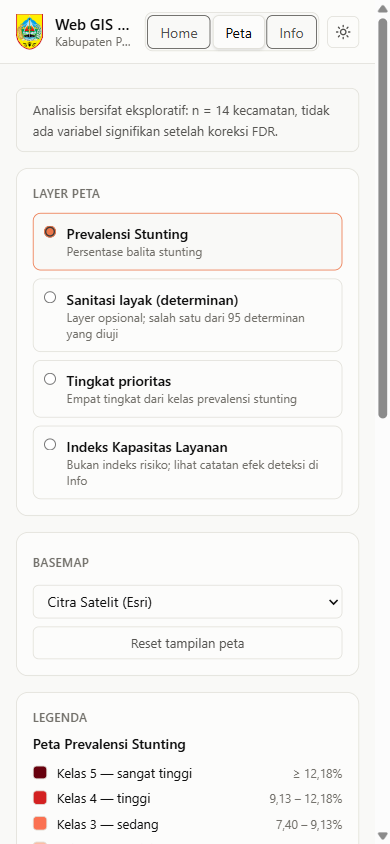 Web GIS ...
Kabupaten P...
Home
Peta
Info
Analisis bersifat eksploratif: n = 14 kecamatan, tidak
ada variabel signifikan setelah koreksi FDR.
LAYER PETA
Prevalensi Stunting
Persentase balita stunting
Sanitasi layak (determinan)
Layer opsional; salah satu dari 95 determinan
yang diuji
Tingkat prioritas
Empat tingkat dari kelas prevalensi stunting
Indeks Kapasitas Layanan
Bukan indeks risiko; lihat catatan efek deteksi di
Info
BASEMAP
Citra Satelit (Esri)
Reset tampilan peta
LEGENDA
Peta Prevalensi Stunting
Kelas 5 — sangat tinggi ≥ 12,18%
Kelas 4 — tinggi 9,13 – 12,18%
Kelas 3 — sedang 7,40 – 9,13%